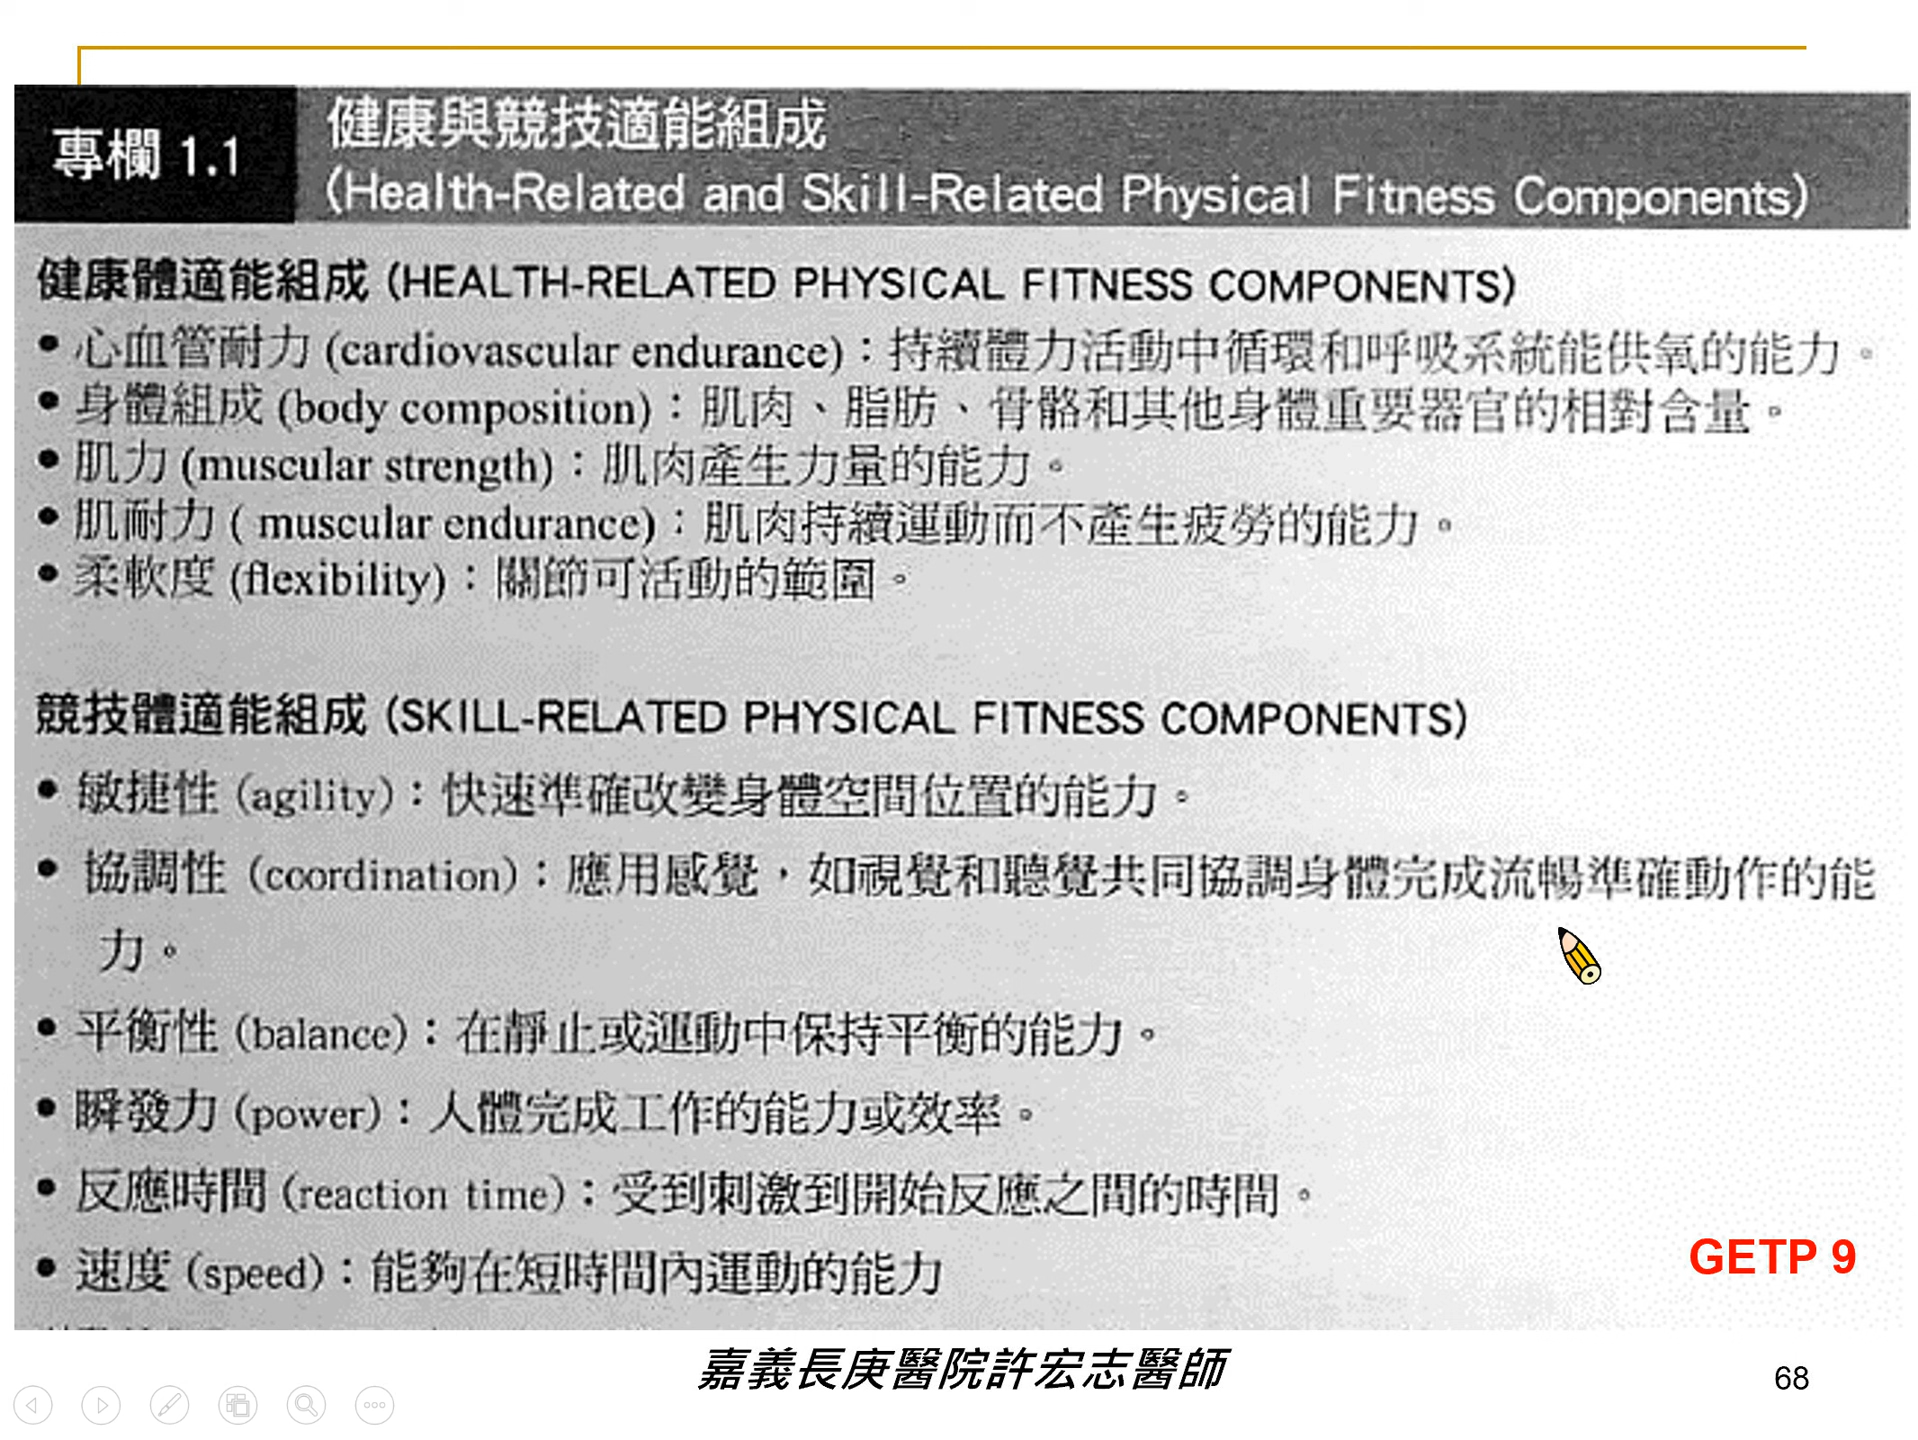 專欄 1.1
健康與競技適能組成
(Health-Related and Skill-Related Physical Fitness Components)
健康體適能組成 (HEALTH-RELATED PHYSICAL FITNESS COMPONENTS)
• 心血管耐力 (cardiovascular endurance)：持續體力活動中循環和呼吸系統能供氧的能力。
• 身體組成 (body composition)：肌肉、脂肪、骨骼和其他身體重要器官的相對含量。
• 肌力 (muscular strength)：肌肉產生力量的能力。
• 肌耐力 ( muscular endurance)：肌肉持續運動而不產生疲勞的能力。
• 柔軟度 (flexibility)：關節可活動的範圍。
競技體適能組成 (SKILL-RELATED PHYSICAL FITNESS COMPONENTS)
• 敏捷性 (agility)：快速準確改變身體空間位置的能力。
• 協調性 (coordination)：應用感覺，如視覺和聽覺共同協調身體完成流暢準確動作的能
力。
• 平衡性 (balance)：在靜止或運動中保持平衡的能力。
• 瞬發力 (power)：人體完成工作的能力或效率。
• 反應時間 (reaction time)：受到刺激到開始反應之間的時間。
• 速度 (speed)：能夠在短時間內運動的能力
GETP 9
嘉義長庚醫院許宏志醫師
68